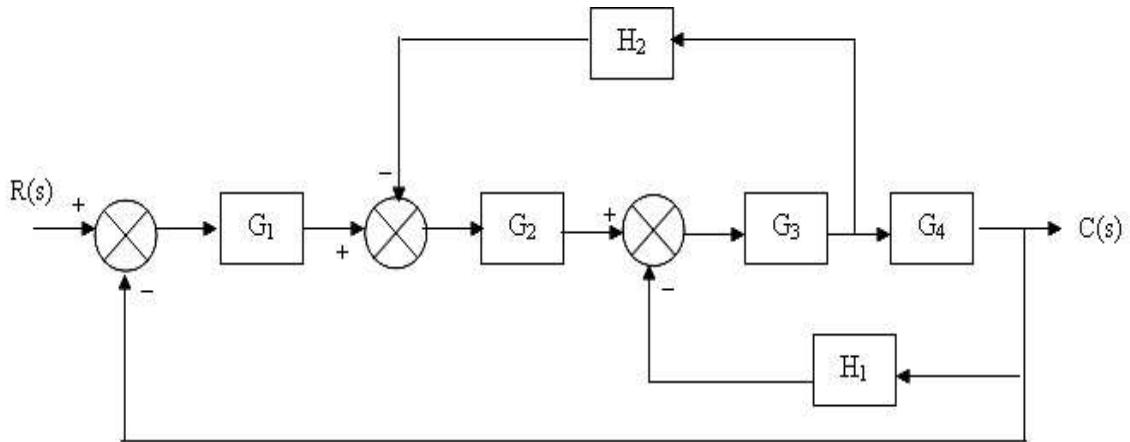 H₂
−
R(s)
+
G₁
+
G₂
+
G₃
G₄
C(s)
−
−
H₁